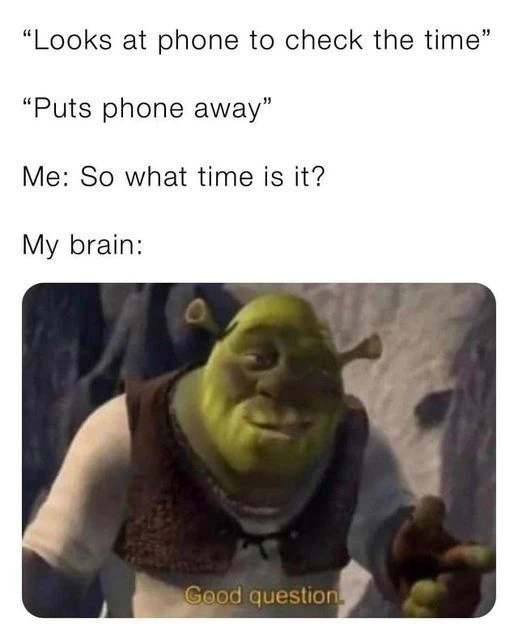 “Looks at phone to check the time”
“Puts phone away”
Me: So what time is it?
My brain:
Good question.